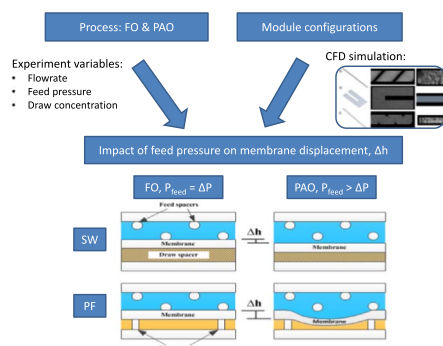 Process: FO & PAO
Module configurations
Experiment variables:
• Flowrate
• Feed pressure
• Draw concentration
CFD simulation:
Impact of feed pressure on membrane displacement, Δh
FO, Pfeed = ΔP
PAO, Pfeed > ΔP
Feed spacers
SW
Membrane
Draw spacer
Δh
Membrane
PF
Membrane
Δh
Membrane